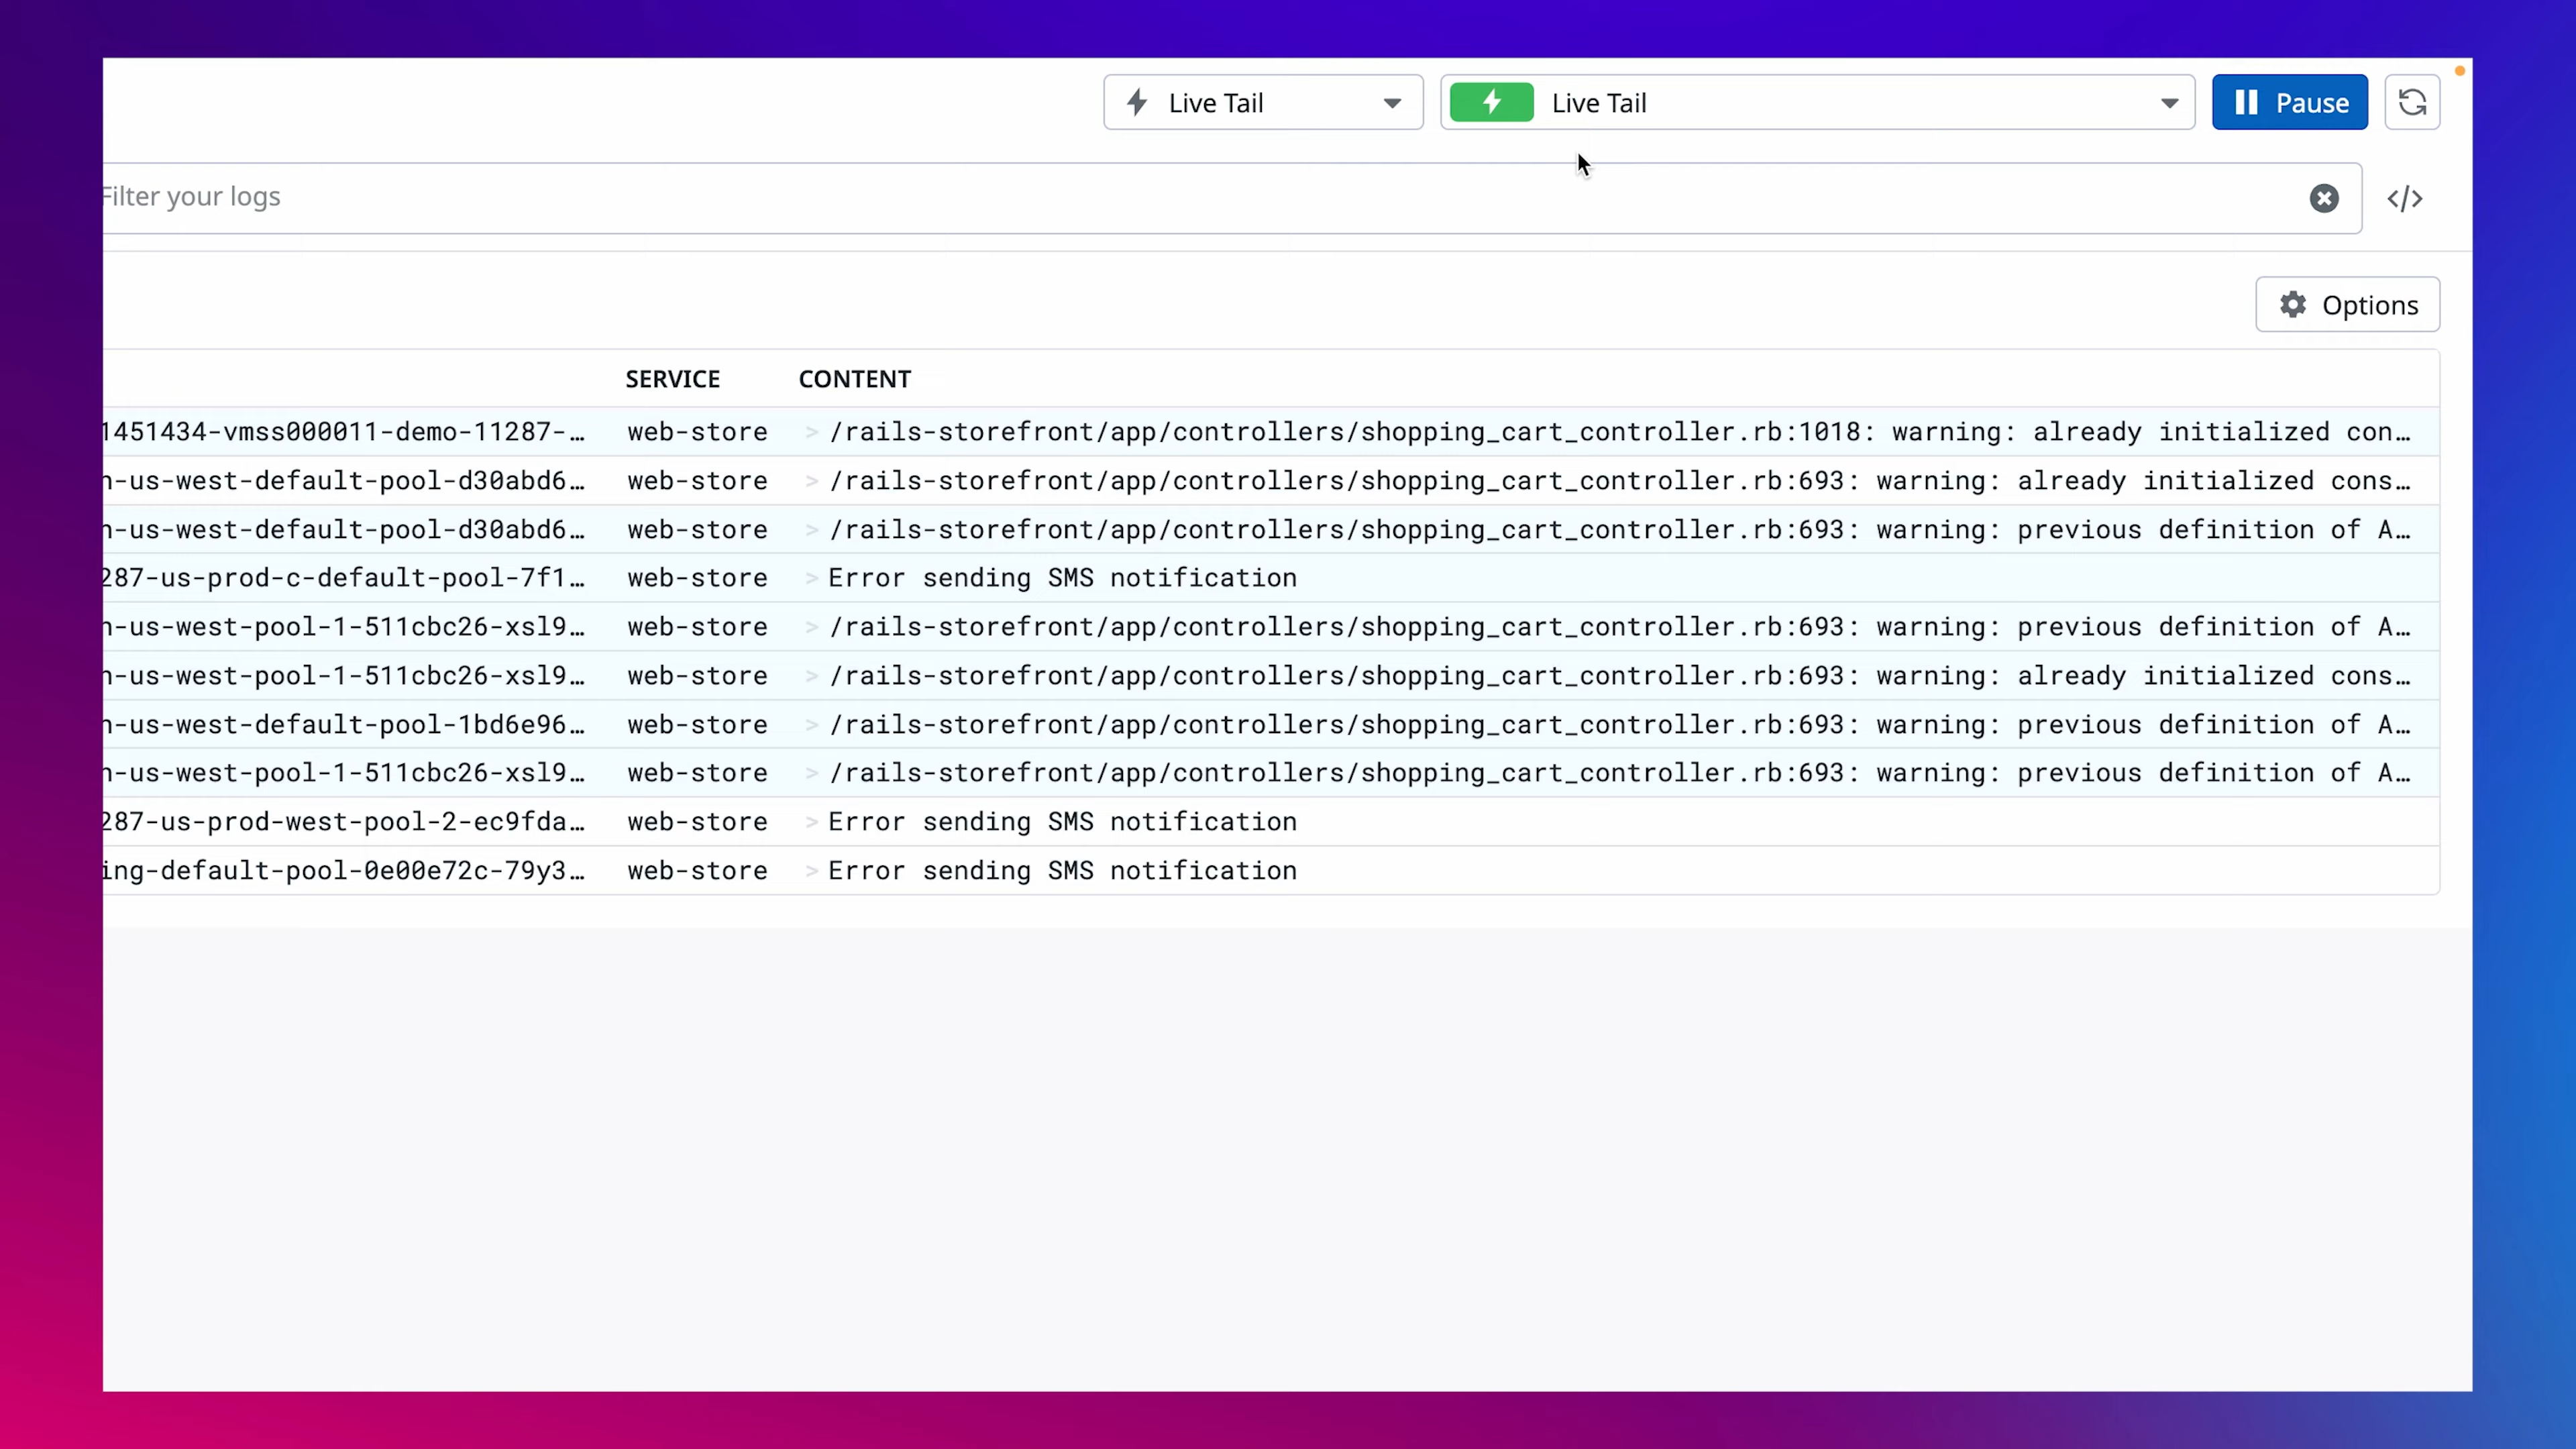 Live Tail Live Tail Pause
Filter your logs </>
Options
SERVICE CONTENT
1451434-vmss000011-demo-11287-… web-store > /rails-storefront/app/controllers/shopping_cart_controller.rb:1018: warning: already initialized con…
n-us-west-default-pool-d30abd6… web-store > /rails-storefront/app/controllers/shopping_cart_controller.rb:693: warning: already initialized cons…
n-us-west-default-pool-d30abd6… web-store > /rails-storefront/app/controllers/shopping_cart_controller.rb:693: warning: previous definition of A…
287-us-prod-c-default-pool-7f1… web-store > Error sending SMS notification
n-us-west-pool-1-511cbc26-xsl9… web-store > /rails-storefront/app/controllers/shopping_cart_controller.rb:693: warning: previous definition of A…
n-us-west-pool-1-511cbc26-xsl9… web-store > /rails-storefront/app/controllers/shopping_cart_controller.rb:693: warning: already initialized cons…
n-us-west-default-pool-1bd6e96… web-store > /rails-storefront/app/controllers/shopping_cart_controller.rb:693: warning: previous definition of A…
n-us-west-pool-1-511cbc26-xsl9… web-store > /rails-storefront/app/controllers/shopping_cart_controller.rb:693: warning: previous definition of A…
287-us-prod-west-pool-2-ec9fda… web-store > Error sending SMS notification
ing-default-pool-0e00e72c-79y3… web-store > Error sending SMS notification